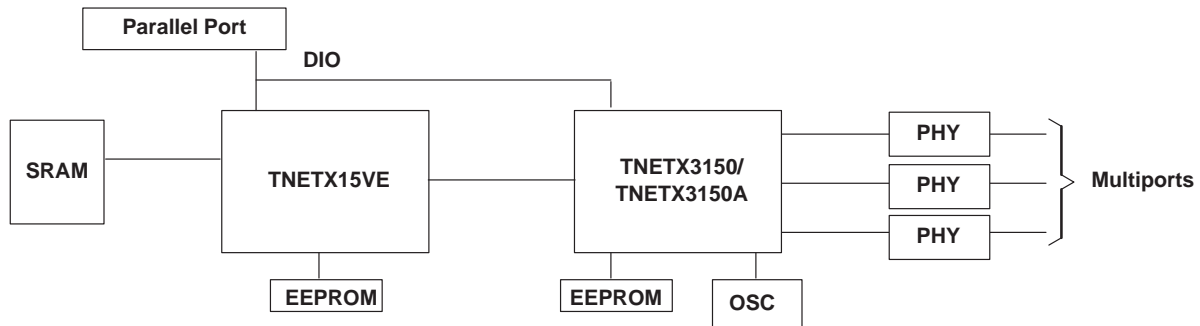 Parallel Port
DIO
SRAM
TNETX15VE
TNETX3150/
TNETX3150A
PHY
PHY
PHY
Multiports
EEPROM
EEPROM
OSC